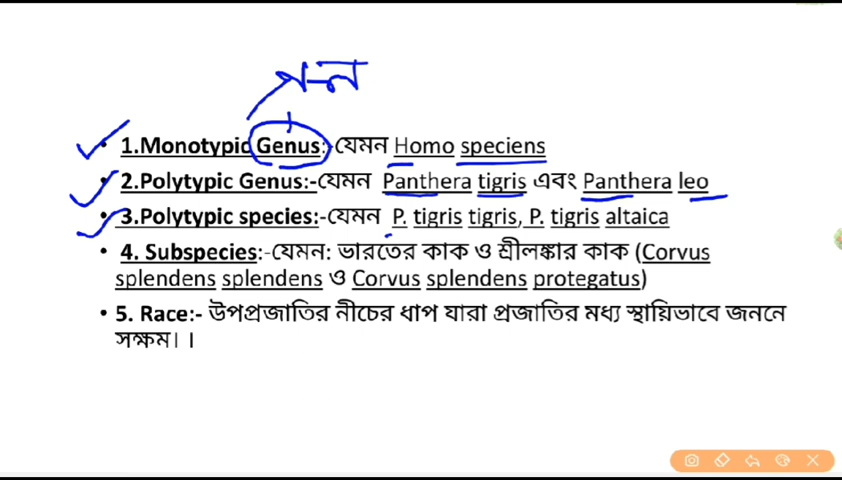 গন
• 1.Monotypic Genus:-যেমন Homo speciens
• 2.Polytypic Genus:-যেমন Panthera tigris এবং Panthera leo
• 3.Polytypic species:-যেমন P. tigris tigris, P. tigris altaica
• 4. Subspecies:-যেমন: ভারতের কাক ও শ্রীলঙ্কার কাক (Corvus
splendens splendens ও Corvus splendens protegatus)
• 5. Race:- উপপ্রজাতির নীচের ধাপ যারা প্রজাতির মধ্য স্থায়িভাবে জননে
সক্ষম। ।